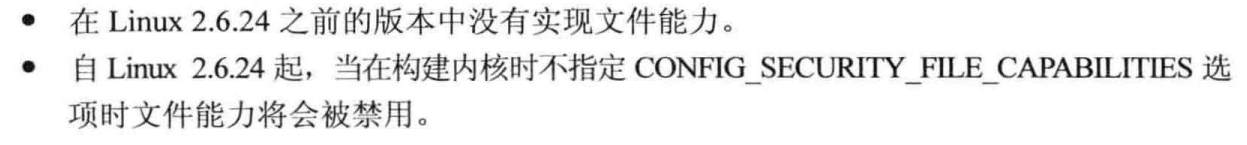 ● 在 Linux 2.6.24 之前的版本中没有实现文件能力。
● 自 Linux 2.6.24 起，当在构建内核时不指定 CONFIG_SECURITY_FILE_CAPABILITIES 选
项时文件能力将会被禁用。